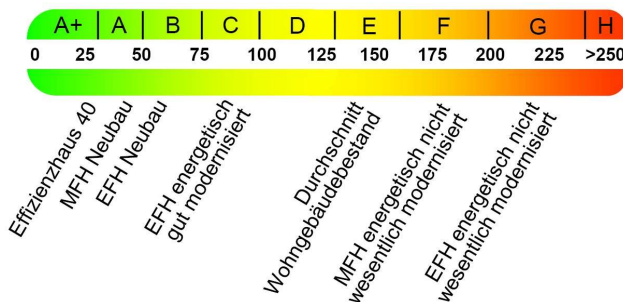 A+ A B C D E F G H
0 25 50 75 100 125 150 175 200 225 >250
Effizienzhaus 40
MFH Neubau
EFH Neubau
EFH energetisch
gut modernisiert
Durchschnitt
Wohngebäudebestand
MFH energetisch nicht
wesentlich modernisiert
EFH energetisch nicht
wesentlich modernisiert